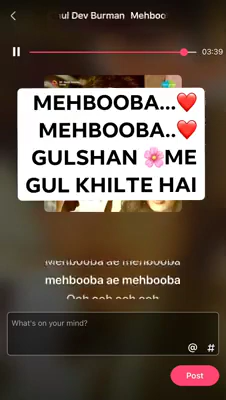 ul Dev Burman Mehboo
03:39
MEHBOOBA...❤️
MEHBOOBA..❤️
GULSHAN 🌸ME
GUL KHILTE HAI
mehbooba ae mehbooba
mehbooba ae mehbooba
Ooh ooh ooh ooh
What's on your mind?
@ #
Post